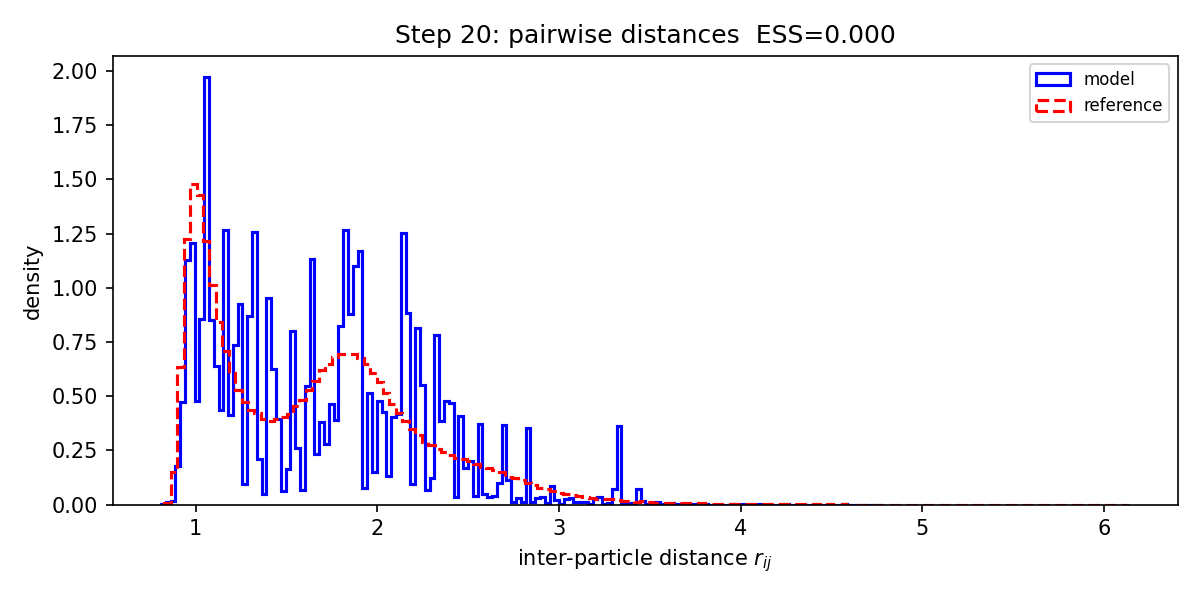 Step 20: pairwise distances  ESS=0.000
model
reference
2.00
1.75
1.50
1.25
1.00
0.75
0.50
0.25
0.00
density
1 2 3 4 5 6
inter-particle distance r_{ij}